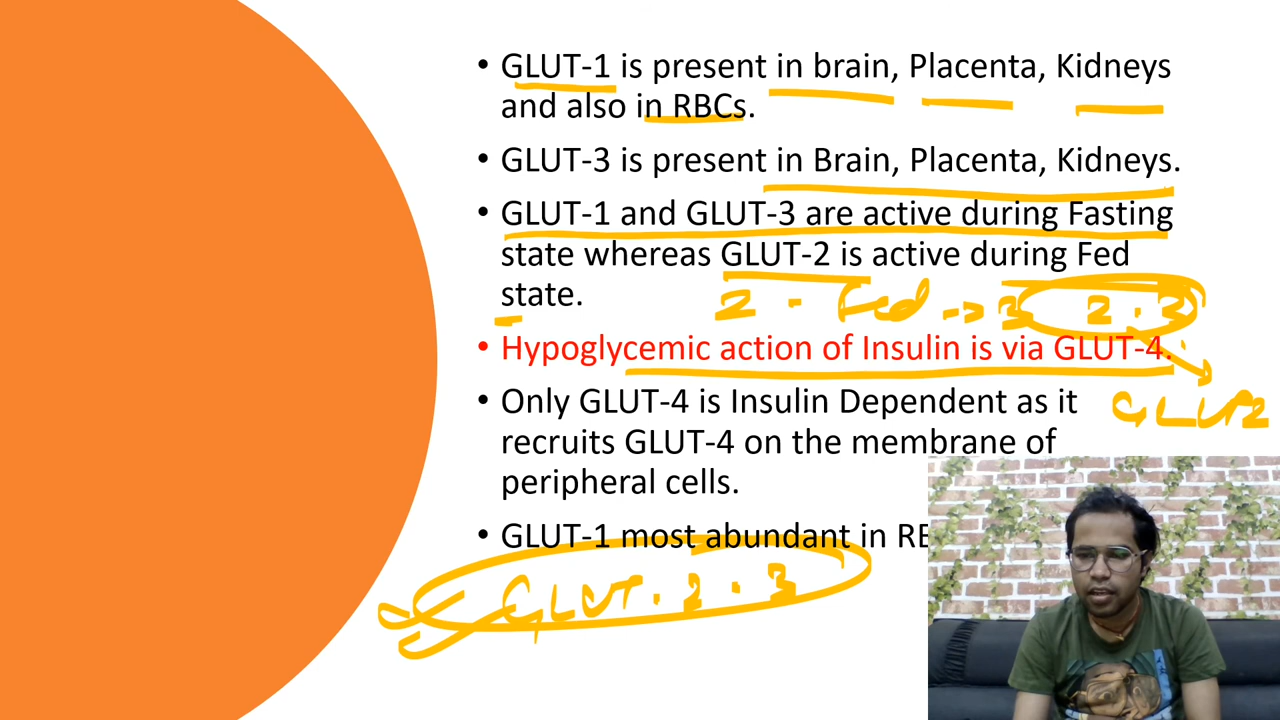 • GLUT-1 is present in brain, Placenta, Kidneys
and also in RBCs.
• GLUT-3 is present in Brain, Placenta, Kidneys.
• GLUT-1 and GLUT-3 are active during Fasting
state whereas GLUT-2 is active during Fed
state.
2 - Fed -> 3 2.3
• Hypoglycemic action of Insulin is via GLUT-4.
• Only GLUT-4 is Insulin Dependent as it
GLUT2
recruits GLUT-4 on the membrane of
peripheral cells.
• GLUT-1 most abundant in
GLUT. 2.3